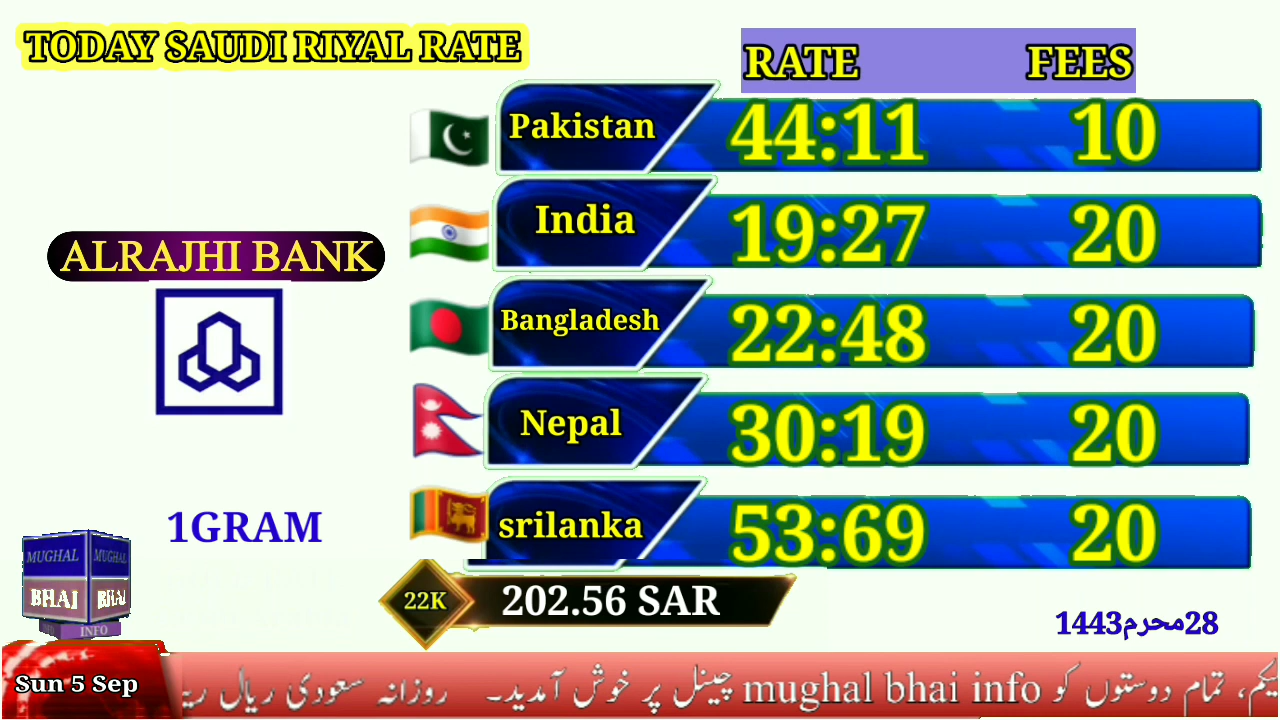 TODAY SAUDI RIYAL RATE
RATE FEES
Pakistan 44:11 10
India 19:27 20
ALRAJHI BANK
Bangladesh 22:48 20
Nepal 30:19 20
1GRAM
srilanka 53:69 20
22K 202.56 SAR
MUGHAL MUGHAL
BHAI BHAI
INFO
28محرم1443
Sun 5 Sep
تمام دوستوں کو mughal bhai info چینل پر خوش آمدید۔ روزانہ سعودی ریال